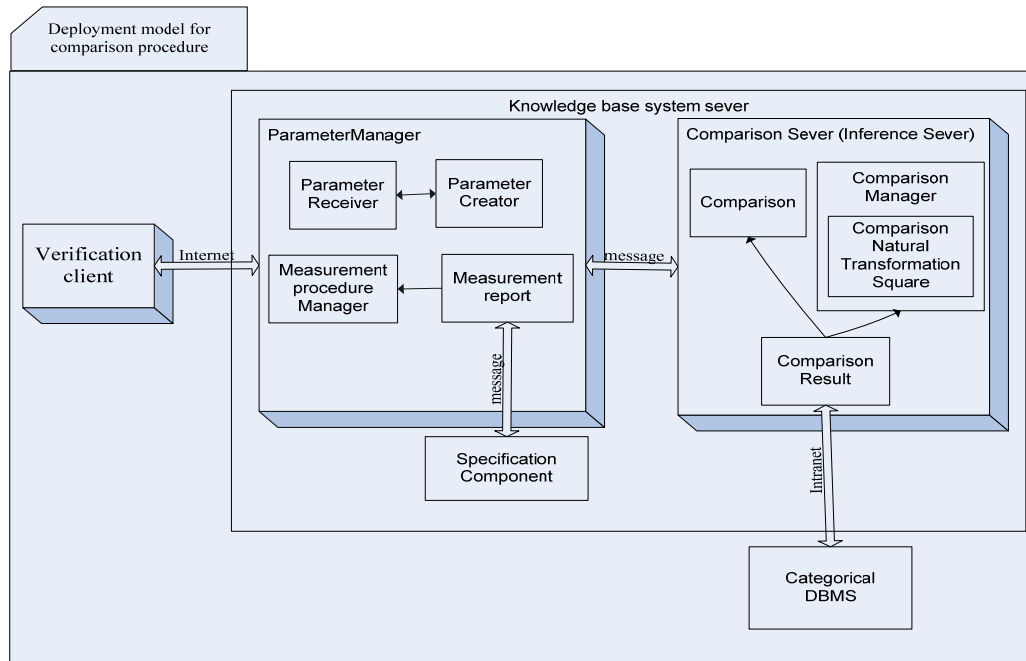 Deployment model for
comparison procedure
Knowledge base system sever
ParameterManager
Parameter
Receiver
Parameter
Creator
Measurement
procedure
Manager
Measurement
report
Verification
client
Internet
message
message
Specification
Component
Comparison Sever (Inference Sever)
Comparison
Comparison
Manager
Comparison
Natural
Transformation
Square
Comparison
Result
Intranet
Categorical
DBMS